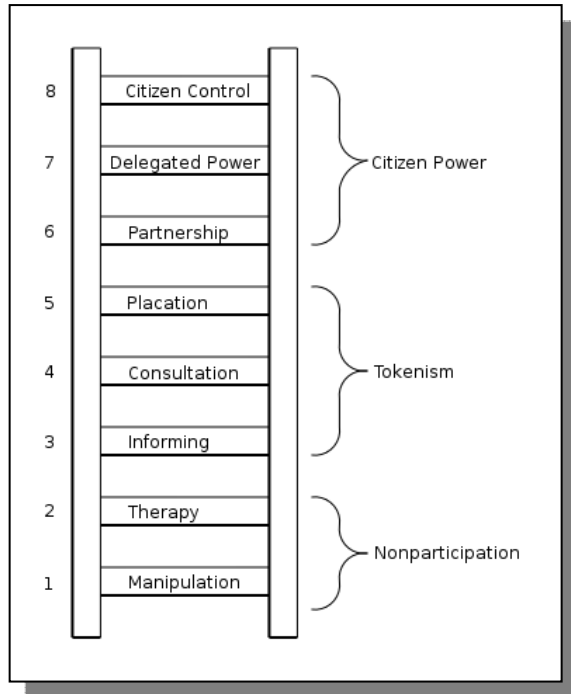 8 Citizen Control
7 Delegated Power
Citizen Power
6 Partnership
5 Placation
4 Consultation
Tokenism
3 Informing
2 Therapy
Nonparticipation
1 Manipulation